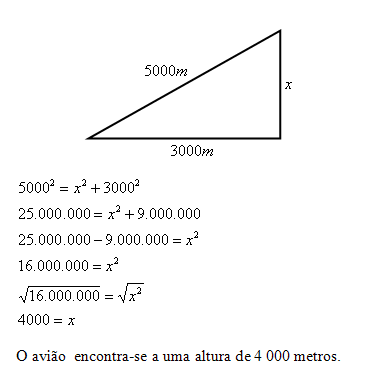 5000m
x
3000m
5000² = x² + 3000²
25.000.000 = x² + 9.000.000
25.000.000 – 9.000.000 = x²
16.000.000 = x²
√16.000.000 = √x²
4000 = x
O avião encontra-se a uma altura de 4 000 metros.